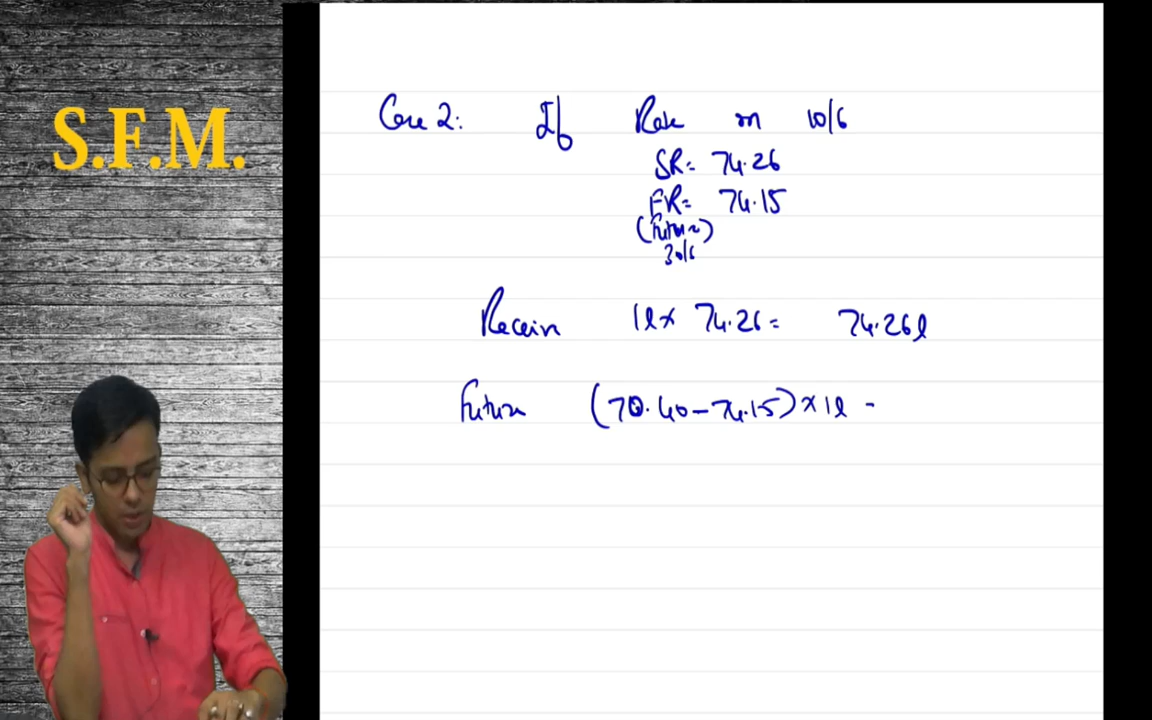 S.F.M.
Case 2: If Rate on 10/6
SR = 74.26
FR = 74.15
(Future)
30/6
Receive 1l x 74.26 = 74.26l
Future (70.40 - 74.15) x 1l =